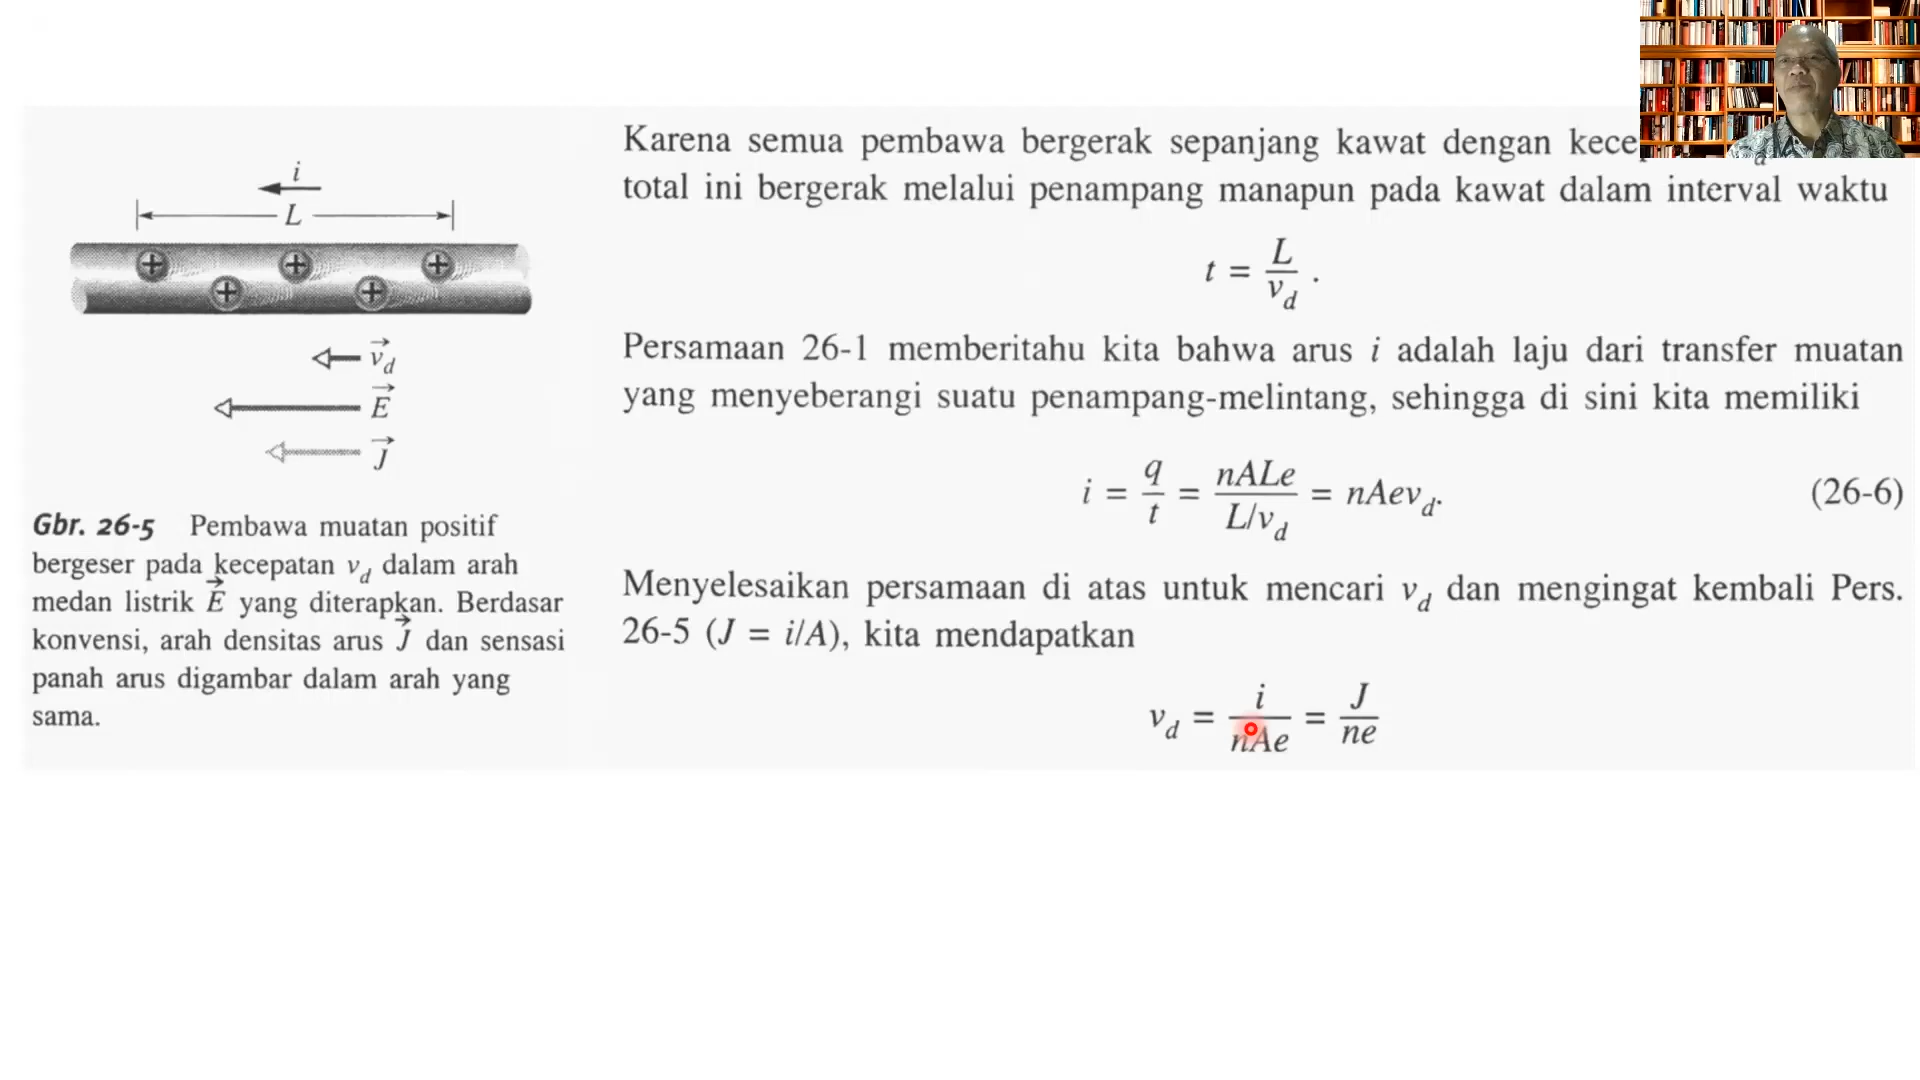 i
L
v_d
E
J
Gbr. 26-5 Pembawa muatan positif
bergeser pada kecepatan v_d dalam arah
medan listrik E yang diterapkan. Berdasar
konvensi, arah densitas arus J dan sensasi
panah arus digambar dalam arah yang
sama.
Karena semua pembawa bergerak sepanjang kawat dengan
total ini bergerak melalui penampang manapun pada kawat dalam interval waktu
t = L/v_d .
Persamaan 26-1 memberitahu kita bahwa arus i adalah laju dari transfer muatan
yang menyeberangi suatu penampang-melintang, sehingga di sini kita memiliki
i = q/t = nALe/(L/v_d) = nAev_d. (26-6)
Menyelesaikan persamaan di atas untuk mencari v_d dan mengingat kembali Pers.
26-5 (J = i/A), kita mendapatkan
v_d = i/nAe = J/ne